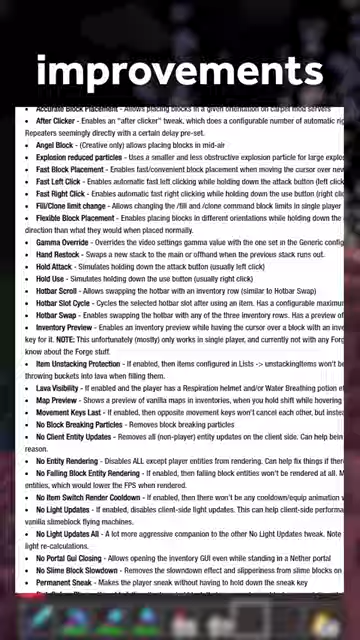 improvements
Accurate Block Placement - Allows placing blocks in a given orientation on carpet mod servers
• After Clicker - Enables an "after clicker" tweak, which does a configurable number of automatic rig
Repeaters seemingly directly with a certain delay pre-set.
• Angel Block - (Creative only) allows placing blocks in mid-air
• Explosion reduced particles - Uses a smaller and less obstructive explosion particle for large explo
• Fast Block Placement - Enables fast/convenient block placement when moving the cursor over new
• Fast Left Click - Enables automatic fast left clicking while holding down the attack button (left click
• Fast Right Click - Enables automatic fast right clicking while holding down the use button (right clic
• Fill/Clone limit change - Allows changing the /fill and /clone command block limits in single player
• Flexible Block Placement - Enables placing blocks in different orientations while holding down the
direction than what they would when placed normally.
• Gamma Override - Overrides the video settings gamma value with the one set in the Generic config
• Hand Restock - Swaps a new stack to the main or offhand when the previous stack runs out.
• Hold Attack - Simulates holding down the attack button (usually left click)
• Hold Use - Simulates holding down the use button (usually right click)
• Hotbar Scroll - Allows swapping the hotbar with an inventory row (similar to Hotbar Swap)
• Hotbar Slot Cycle - Cycles the selected hotbar slot after using an item. Has a configurable maximum
• Hotbar Swap - Enables swapping the hotbar with any of the three inventory rows. Has a preview of
• Inventory Preview - Enables an inventory preview while having the cursor over a block with an inve
key for it. NOTE: This unfortunately (mostly) only works in single player, and currently not with any Forg
know about the Forge stuff.
• Item Unstacking Protection - If enabled, then items configured in Lists -> unstackingItems won't be
throwing buckets into lava when filling them.
• Lava Visibility - If enabled and the player has a Respiration helmet and/or Water Breathing potion ef
• Map Preview - Shows a preview of vanilla maps in inventories, when you hold shift while hovering
• Movement Keys Last - If enabled, then opposite movement keys won't cancel each other, but instea
• No Block Breaking Particles - Removes block breaking particles
• No Client Entity Updates - Removes all (non-player) entity updates on the client side. Can help
reason.
• No Entity Rendering - Disables ALL except player entities from rendering. Can help fix things if ther
• No Falling Block Entity Rendering - If enabled, then falling block entities won't be rendered at all. M
entities, which would lower the FPS when rendered.
• No Item Switch Render Cooldown - If enabled, then there won't be any cooldown/equip animation w
• No Light Updates - If enabled, disables client-side light updates. This can help client-side performa
vanilla slimeblock flying machines.
• No Light Updates All - A lot more aggressive companion to the other No Light Updates tweak. Note
light re-calculations.
• No Portal Gui Closing - Allows opening the inventory GUI even while standing in a Nether portal
• No Slime Block Slowdown - Removes the slowdown effect and slipperiness from slime blocks on
• Permanent Sneak - Makes the player sneak without having to hold down the sneak key